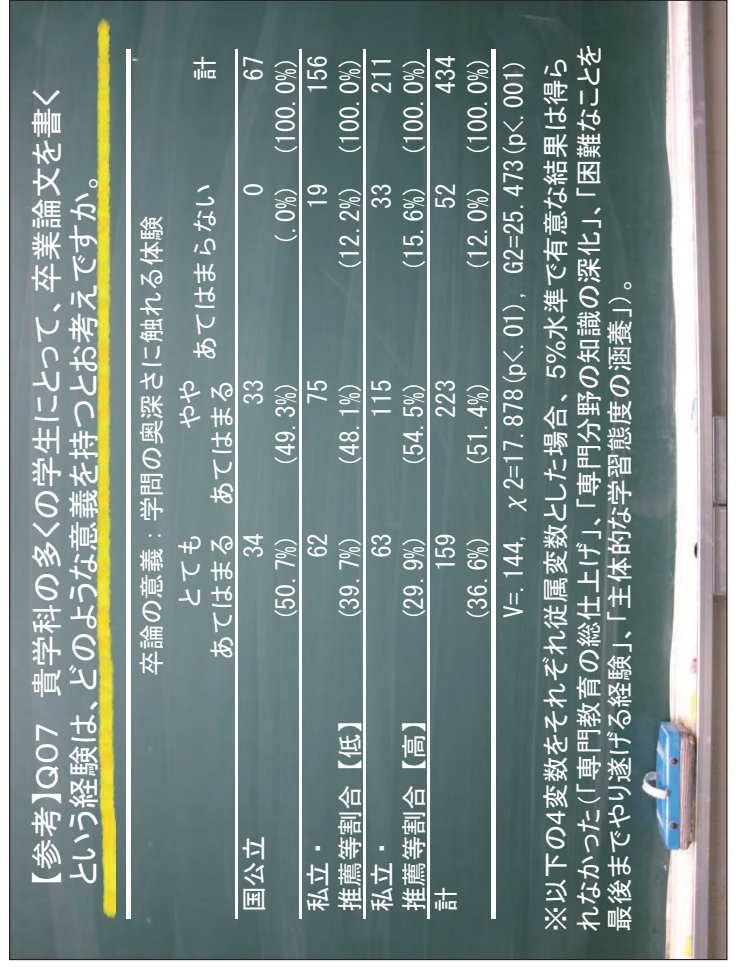 【参考】Q07 貴学科の多くの学生にとって、卒業論文を書く
という経験は、どのような意義を持つとお考えですか。
卒論の意義：学問の奥深さに触れる体験
とても やや
あてはまる あてはまる あてはまらない 計
国公立 34 33 0 67
(50.7%) (49.3%) (.0%) (100.0%)
私立・ 62 75 19 156
推薦等割合【低】 (39.7%) (48.1%) (12.2%) (100.0%)
私立・ 63 115 33 211
推薦等割合【高】 (29.9%) (54.5%) (15.6%) (100.0%)
計 159 223 52 434
(36.6%) (51.4%) (12.0%) (100.0%)
V=.144, χ2=17.878(p<.01), G2=25.473(p<.001)
※以下の4変数をそれぞれ従属変数とした場合、5%水準で有意な結果は得ら
れなかった(「専門教育の総仕上げ」、「専門分野の知識の深化」、「困難なことを
最後までやり遂げる経験」、「主体的な学習態度の涵養」)。